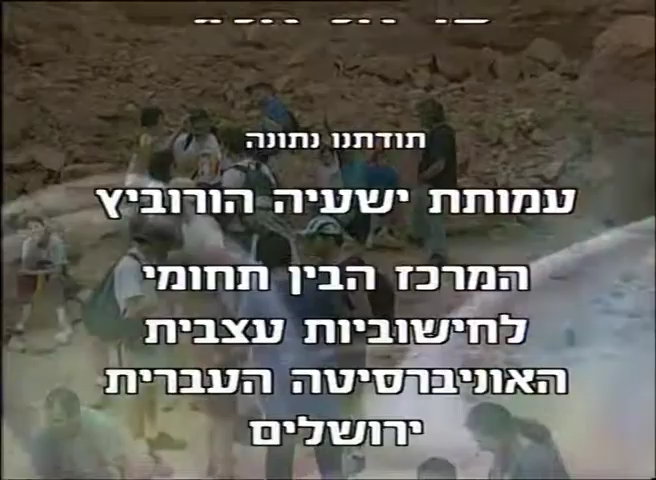 תודתנו נתונה
עמותת ישעיה הורוביץ
המרכז הבין תחומי
לחישוביות עצבית
האוניברסיטה העברית
ירושלים